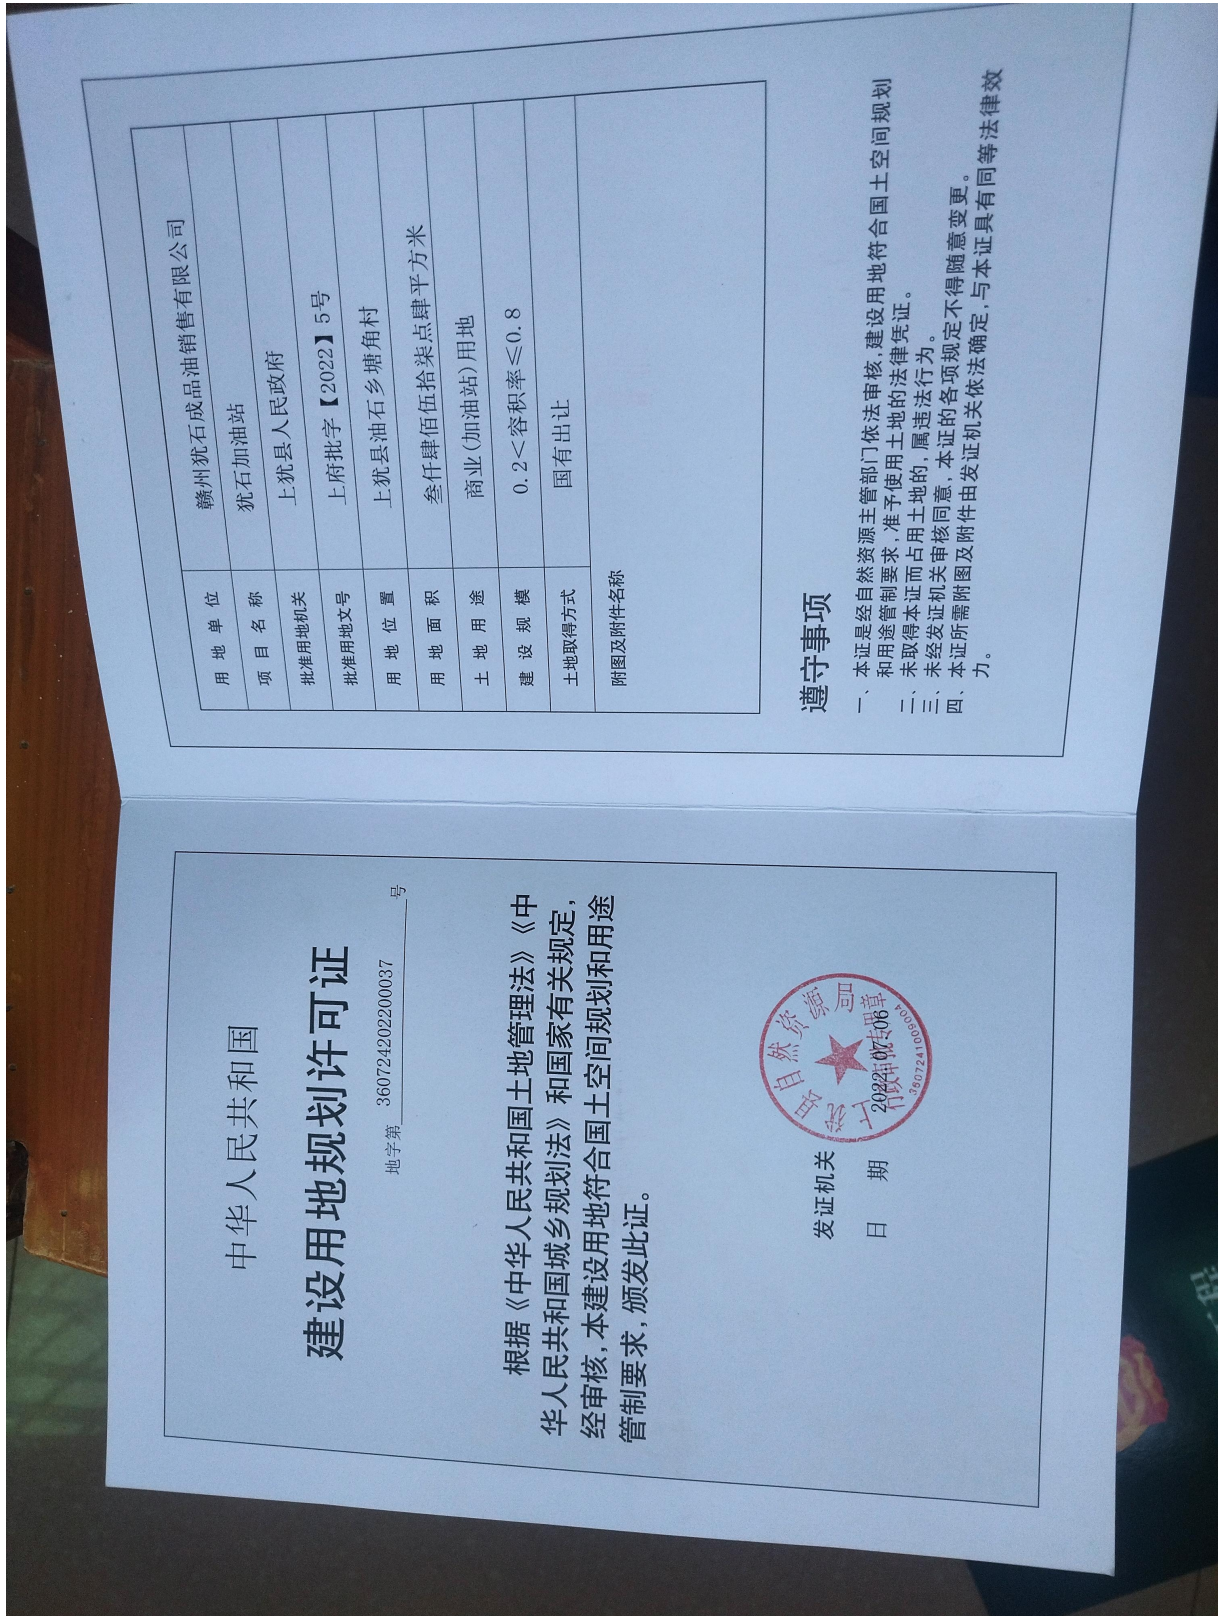 中华人民共和国
建设用地规划许可证
地字第 360724202200037 号
根据《中华人民共和国土地管理法》《中
华人民共和国城乡规划法》和国家有关规定,
经审核,本建设用地符合国土空间规划和用途
管制要求,颁发此证。
发证机关
日期 2022.07.06
上犹县自然资源局
行政审批专用章
3607241009004
用地单位 赣州犹石成品油销售有限公司
项目名称 犹石加油站
批准用地机关 上犹县人民政府
批准用地文号 上府批字【2022】5号
用地位置 上犹县油石乡塘角村
用地面积 叁仟肆佰伍拾柒点肆平方米
土地用途 商业(加油站)用地
建设规模 0.2<容积率≤0.8
土地取得方式 国有出让
附图及附件名称
遵守事项
一、本证是经自然资源主管部门依法审核,建设用地符合国土空间规划
和用途管制要求,准予使用土地的法律凭证。
二、未取得本证而占用土地的,属违法行为。
三、未经发证机关审核同意,本证的各项规定不得随意变更。
四、本证所需附图及附件由发证机关依法确定,与本证具有同等法律效
力。
程